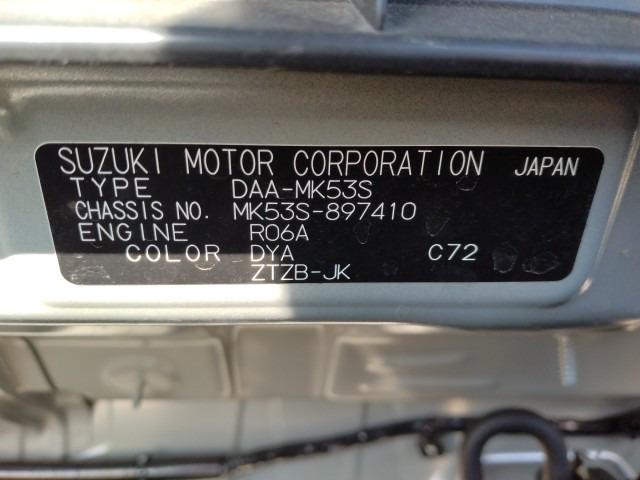 SUZUKI MOTOR CORPORATION JAPAN
TYPE DAA-MK53S
CHASSIS NO. MK53S-897410
ENGINE R06A
COLOR DYA C72
ZTZB-JK